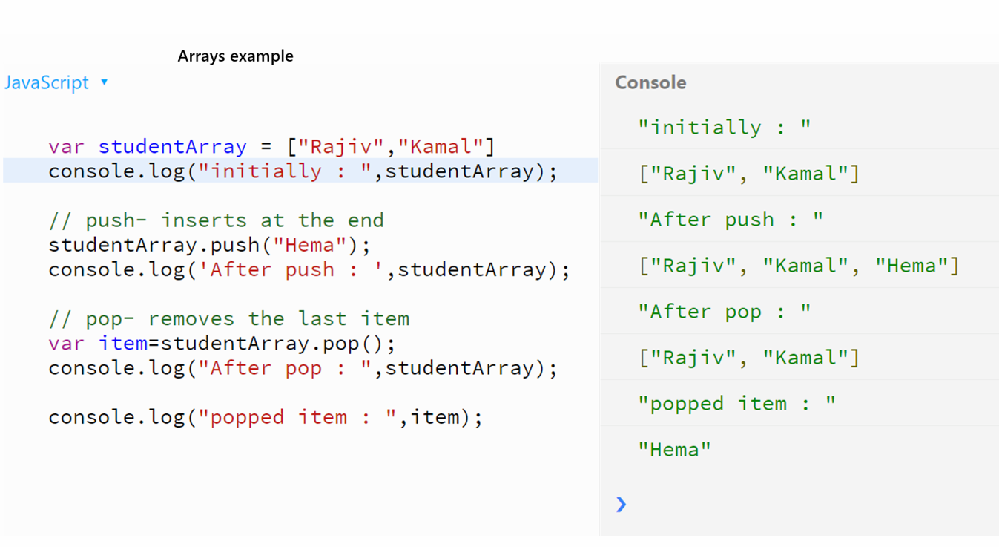 Arrays example
JavaScript ▼
var studentArray = ["Rajiv","Kamal"]
console.log("initially : ",studentArray);
// push- inserts at the end
studentArray.push("Hema");
console.log('After push : ',studentArray);
// pop- removes the last item
var item=studentArray.pop();
console.log("After pop : ",studentArray);
console.log("popped item : ",item);
Console
"initially : "
["Rajiv", "Kamal"]
"After push : "
["Rajiv", "Kamal", "Hema"]
"After pop : "
["Rajiv", "Kamal"]
"popped item : "
"Hema"
❯